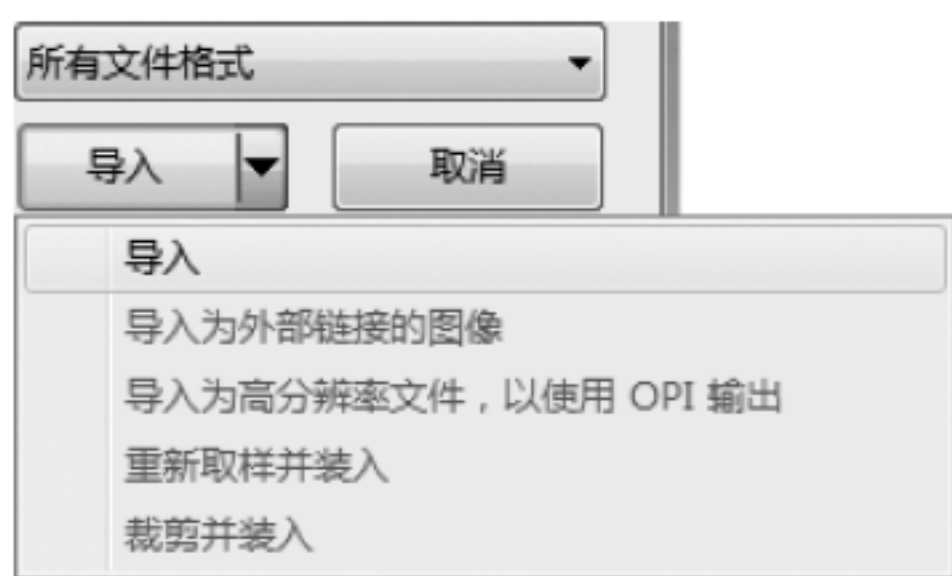 所有文件格式
导入 取消
导入
导入为外部链接的图像
导入为高分辨率文件，以使用 OPI 输出
重新取样并装入
裁剪并装入